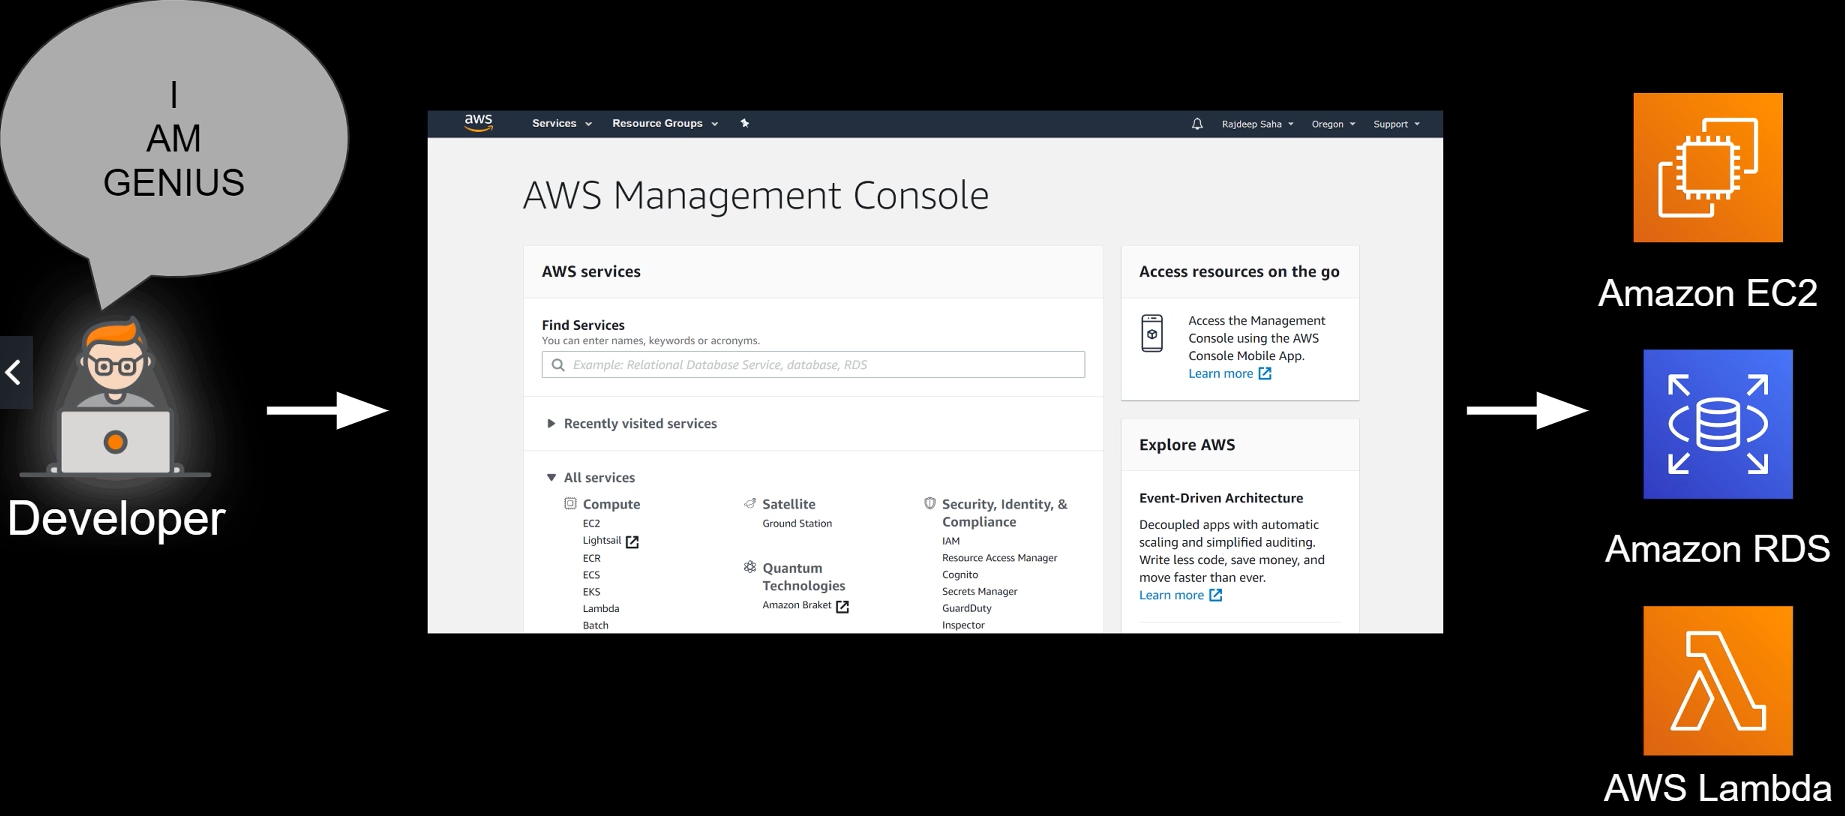 I
AM
GENIUS
Developer
aws
Services
Resource Groups
Rajdeep Saha
Oregon
Support
AWS Management Console
AWS services
Find Services
You can enter names, keywords or acronyms.
Example: Relational Database Service, database, RDS
Recently visited services
All services
Compute
EC2
Lightsail
ECR
ECS
EKS
Lambda
Batch
Satellite
Ground Station
Quantum
Technologies
Amazon Braket
Security, Identity, &
Compliance
IAM
Resource Access Manager
Cognito
Secrets Manager
GuardDuty
Inspector
Access resources on the go
Access the Management
Console using the AWS
Console Mobile App.
Learn more
Explore AWS
Event-Driven Architecture
Decoupled apps with automatic
scaling and simplified auditing.
Write less code, save money, and
move faster than ever.
Learn more
Amazon EC2
Amazon RDS
AWS Lambda